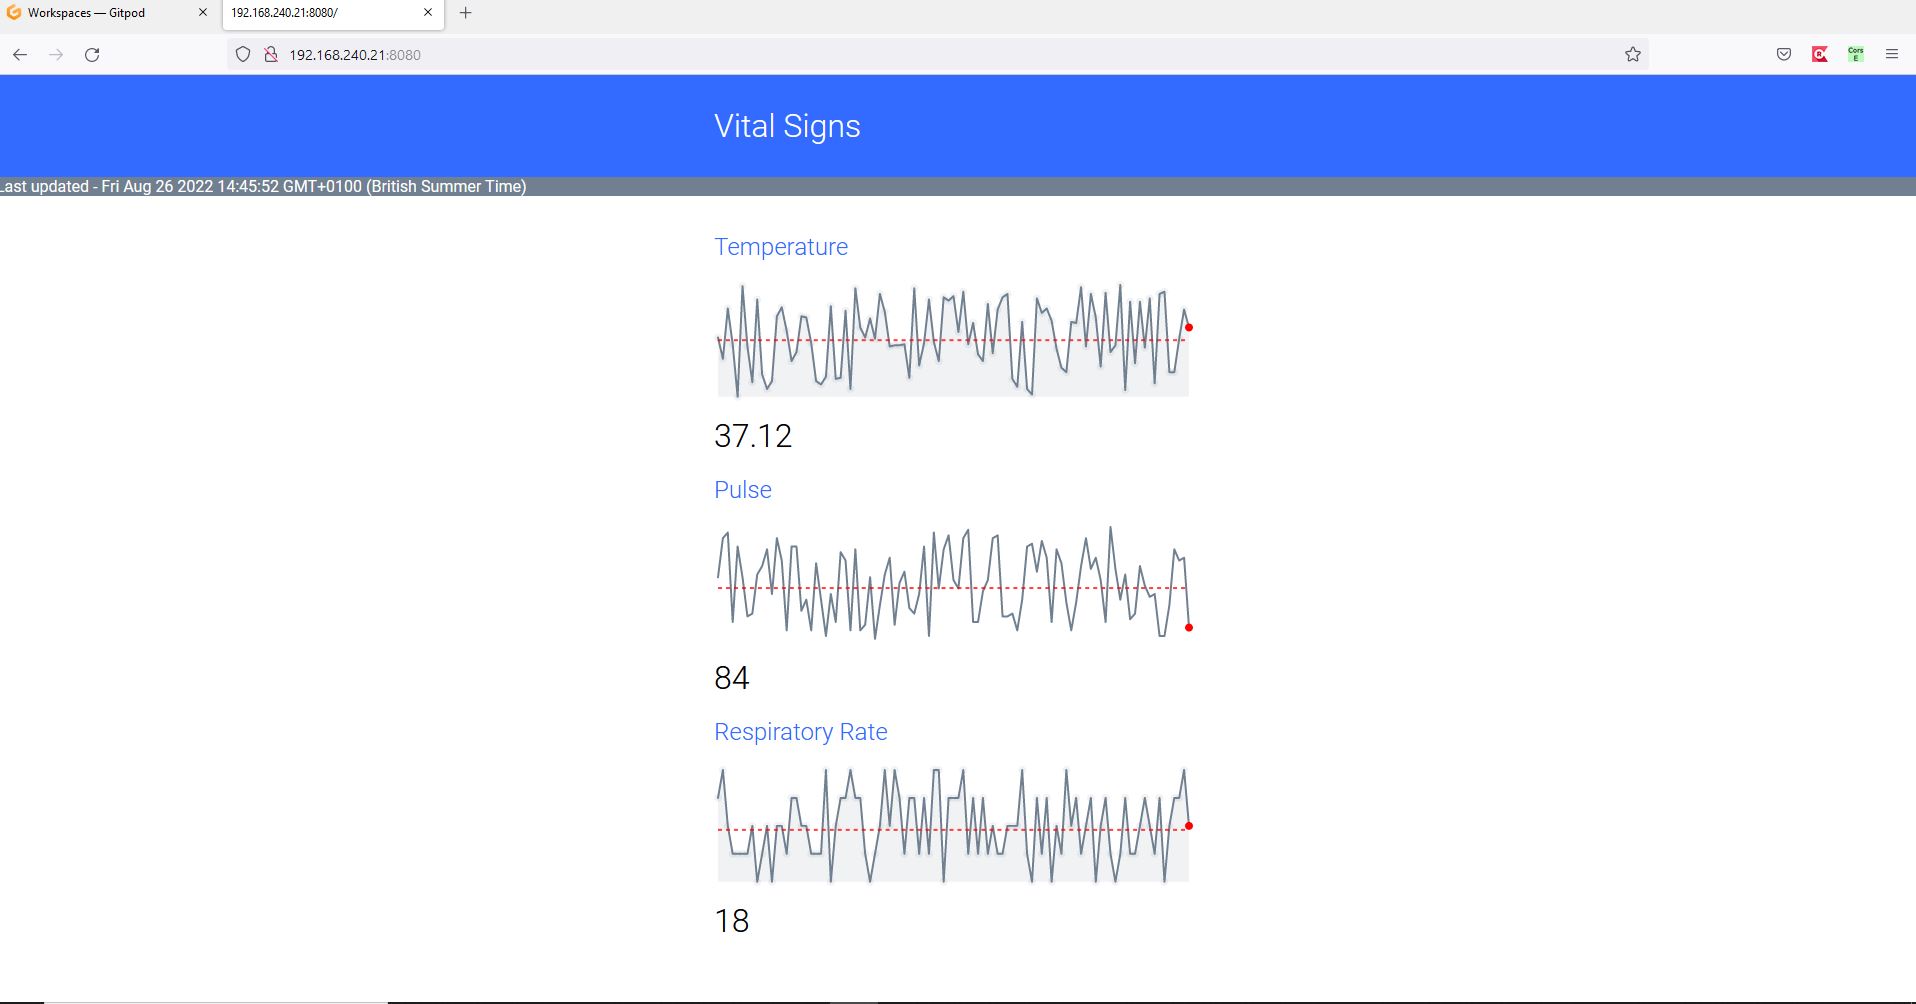 Workspaces — Gitpod
192.168.240.21:8080/
192.168.240.21:8080
Cors
E
Vital Signs
Last updated - Fri Aug 26 2022 14:45:52 GMT+0100 (British Summer Time)
Temperature
37.12
Pulse
84
Respiratory Rate
18